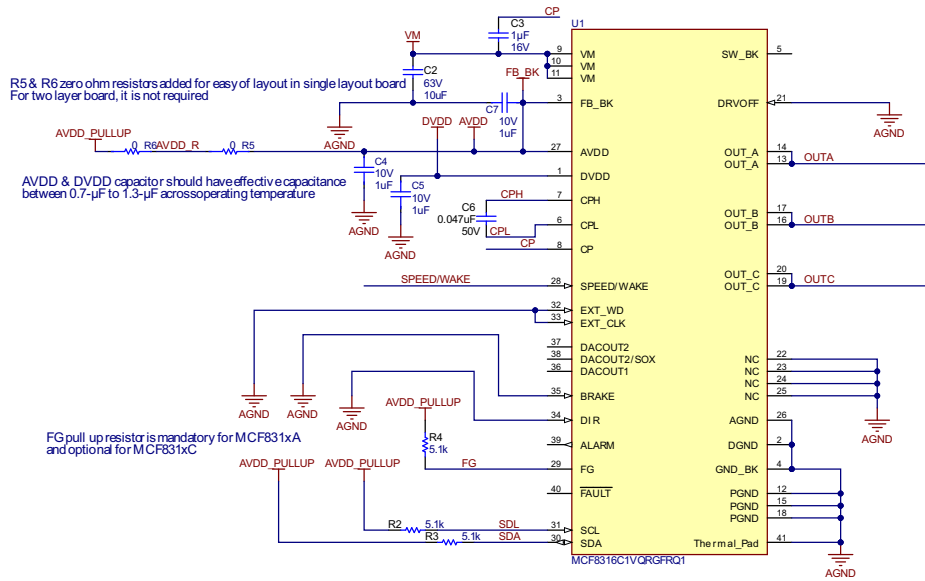 CP
U1
C3
1µF
16V
VM
9
VM
10
VM
11
VM
SW_BK
5
C2
63V
10uF
R5 & R6 zero ohm resistors added for easy of layout in single layout board
For two layer board, it is not required
FB_BK
C7
10V
1uF
3
FB_BK
DRVOFF
21
AGND
AGND
DVDD
AVDD
AVDD_PULLUP
0
R6
AVDD_R
0
R5
27
AVDD
OUT_A
14
OUT_A
13
OUTA
C4
10V
1uF
1
DVDD
AVDD & DVDD capacitor should have effective capacitance
between 0.7-µF to 1.3-µF acrossoperating temperature
C5
10V
1uF
AGND
AGND
CPH
7
CPH
C6
0.047uF
50V
CPL
6
CPL
CP
8
CP
OUT_B
17
OUT_B
16
OUTB
OUT_C
20
OUT_C
19
OUTC
SPEED/WAKE
28
SPEED/WAKE
32
EXT_WD
33
EXT_CLK
37
DACOUT2
38
DACOUT2/SOX
36
DACOUT1
NC
22
NC
23
NC
24
NC
25
AGND
AGND
AGND
AGND
AGND
35
BRAKE
34
DIR
AVDD_PULLUP
R4
5.1k
39
ALARM
FG
29
FG
40
FAULT
AGND
26
DGND
2
GND_BK
4
PGND
12
PGND
15
PGND
18
FG pull up resistor is mandatory for MCF831xA
and optional for MCF831xC
AVDD_PULLUP
AVDD_PULLUP
R2
5.1k
SDL
31
SCL
R3
5.1k
SDA
30
SDA
Thermal_Pad
41
AGND
MCF8316C1VQRGFRQ1